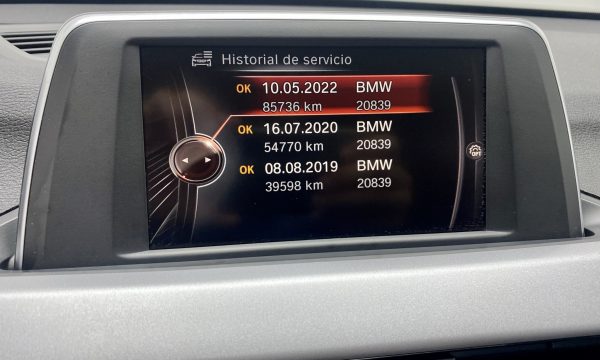 Historial de servicio
OK 10.05.2022 BMW
85736 km 20839
OK 16.07.2020 BMW
54770 km 20839
OK 08.08.2019 BMW
39598 km 20839
OPT